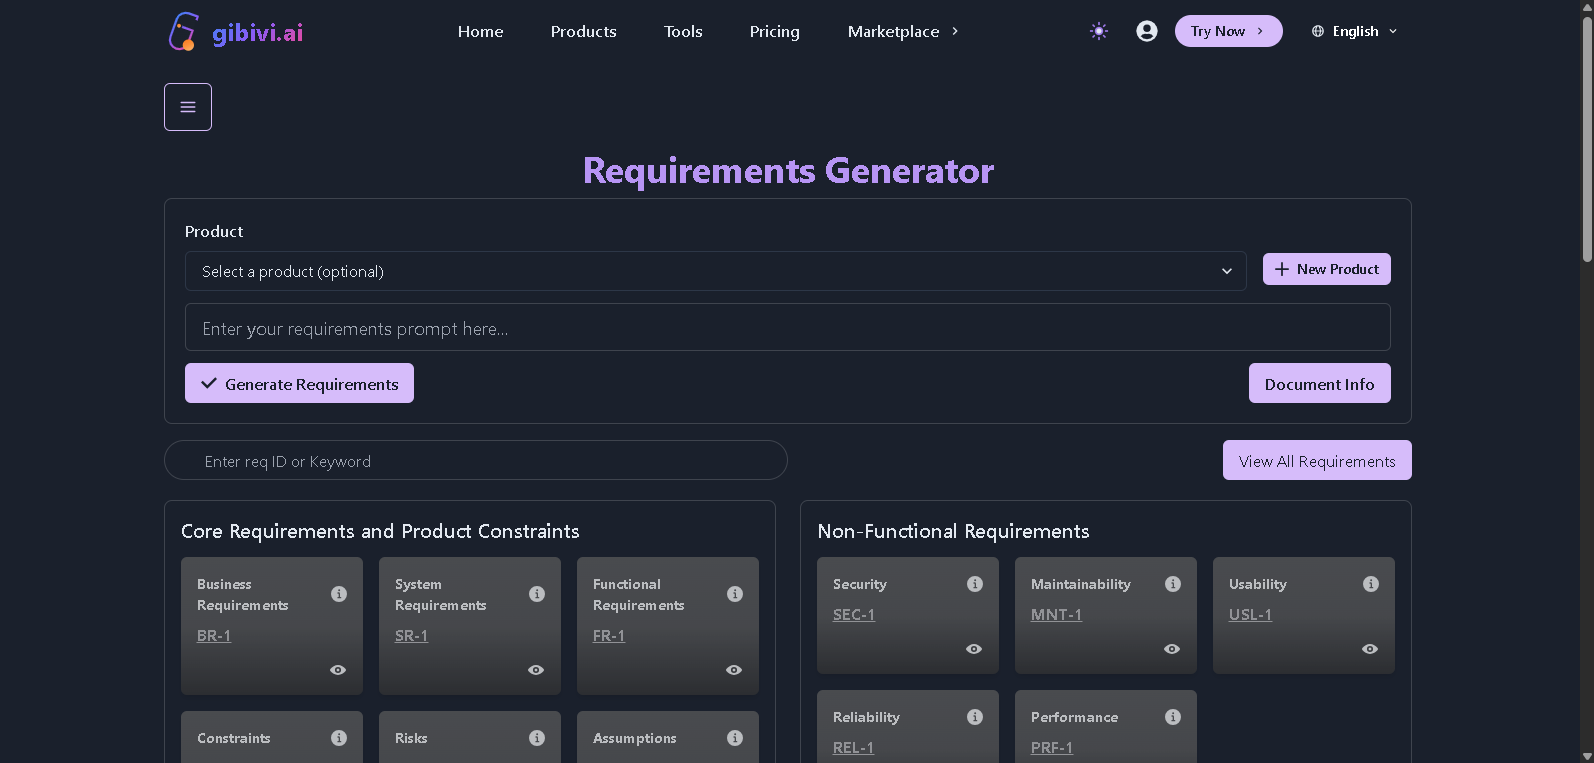 gibivi.ai
Home
Products
Tools
Pricing
Marketplace
Try Now
English
Requirements Generator
Product
Select a product (optional)
New Product
Enter your requirements prompt here...
Generate Requirements
Document Info
Enter req ID or Keyword
View All Requirements
Core Requirements and Product Constraints
Business
Requirements
BR-1
System
Requirements
SR-1
Functional
Requirements
FR-1
Constraints
Risks
Assumptions
Non-Functional Requirements
Security
SEC-1
Maintainability
MNT-1
Usability
USL-1
Reliability
REL-1
Performance
PRF-1